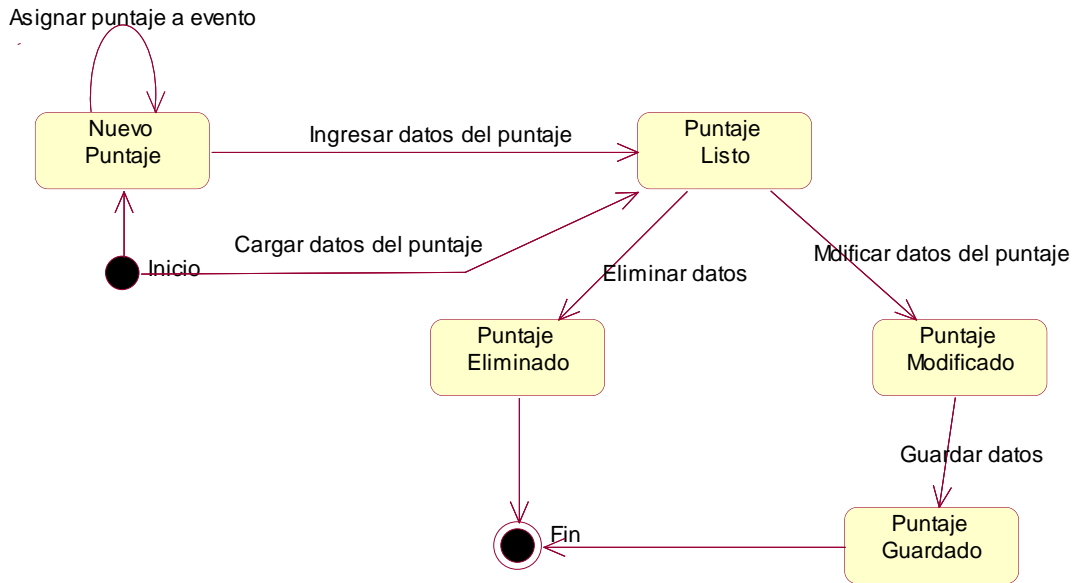 Asignar puntaje a evento
Nuevo
Puntaje
Ingresar datos del puntaje
Puntaje
Listo
Cargar datos del puntaje
Inicio
Eliminar datos
Mdificar datos del puntaje
Puntaje
Eliminado
Puntaje
Modificado
Guardar datos
Fin
Puntaje
Guardado